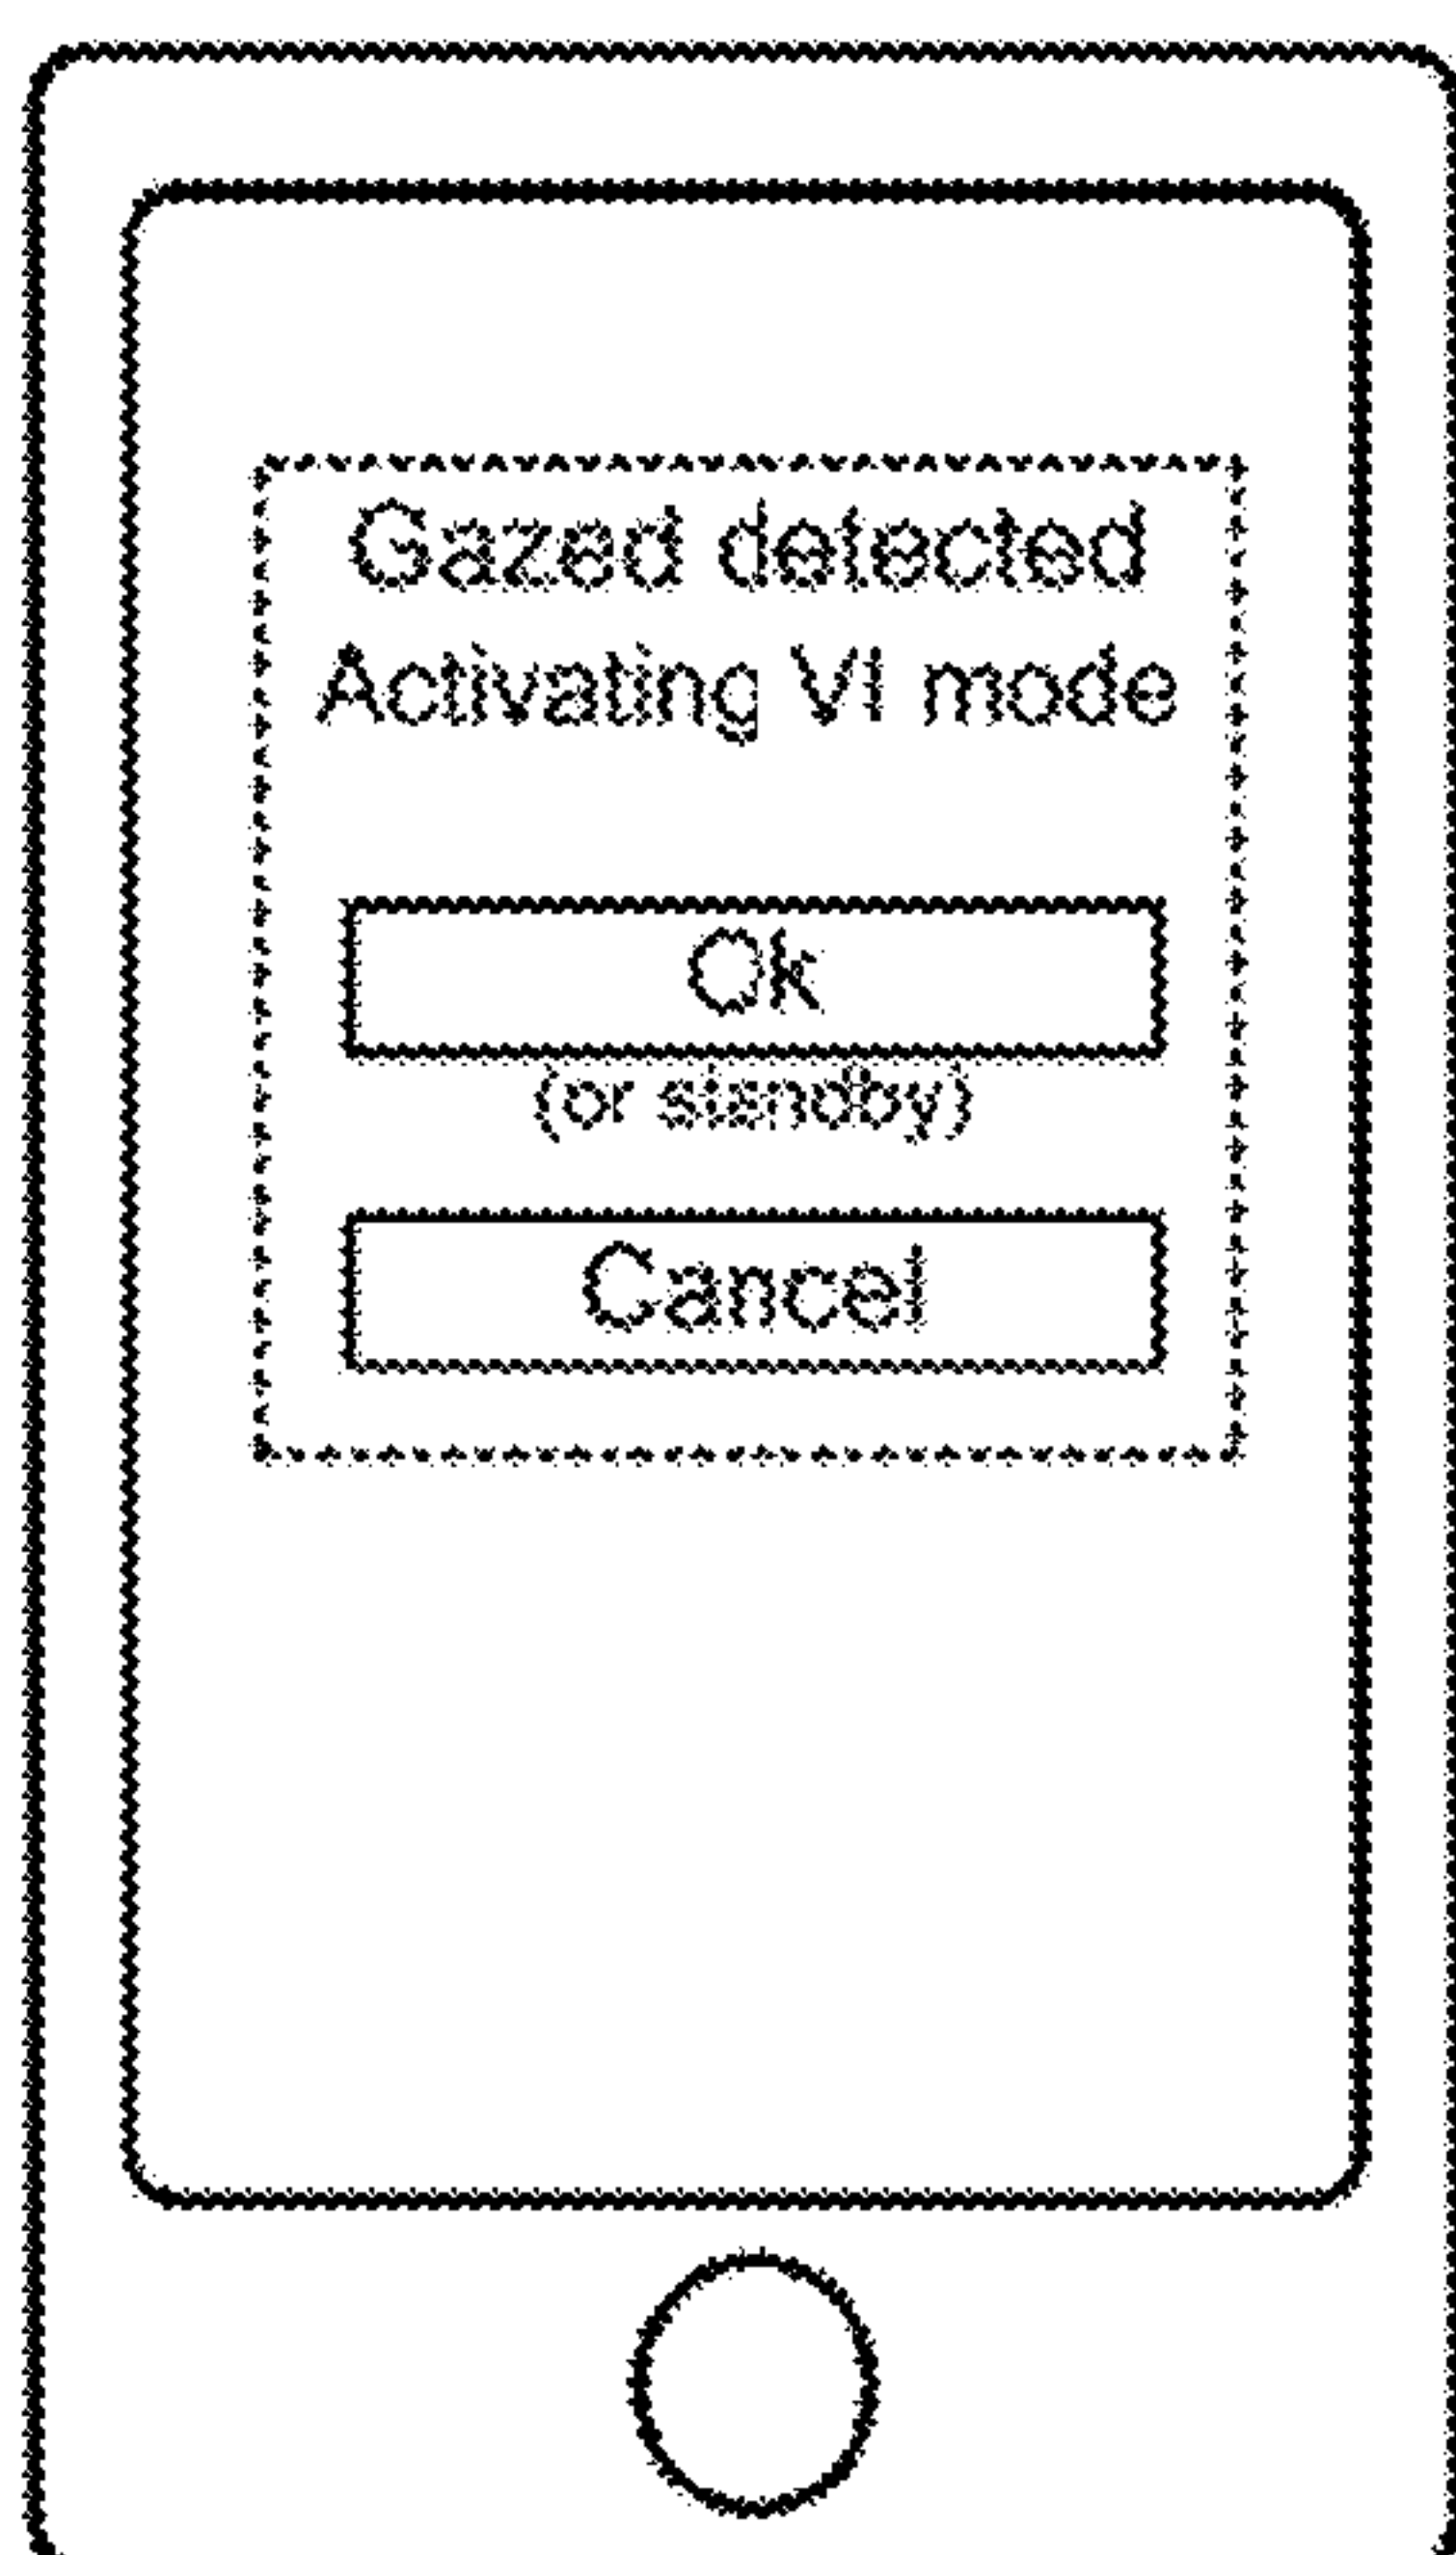 Gazed detected
Activating VI mode
Ok
(or standby)
Cancel